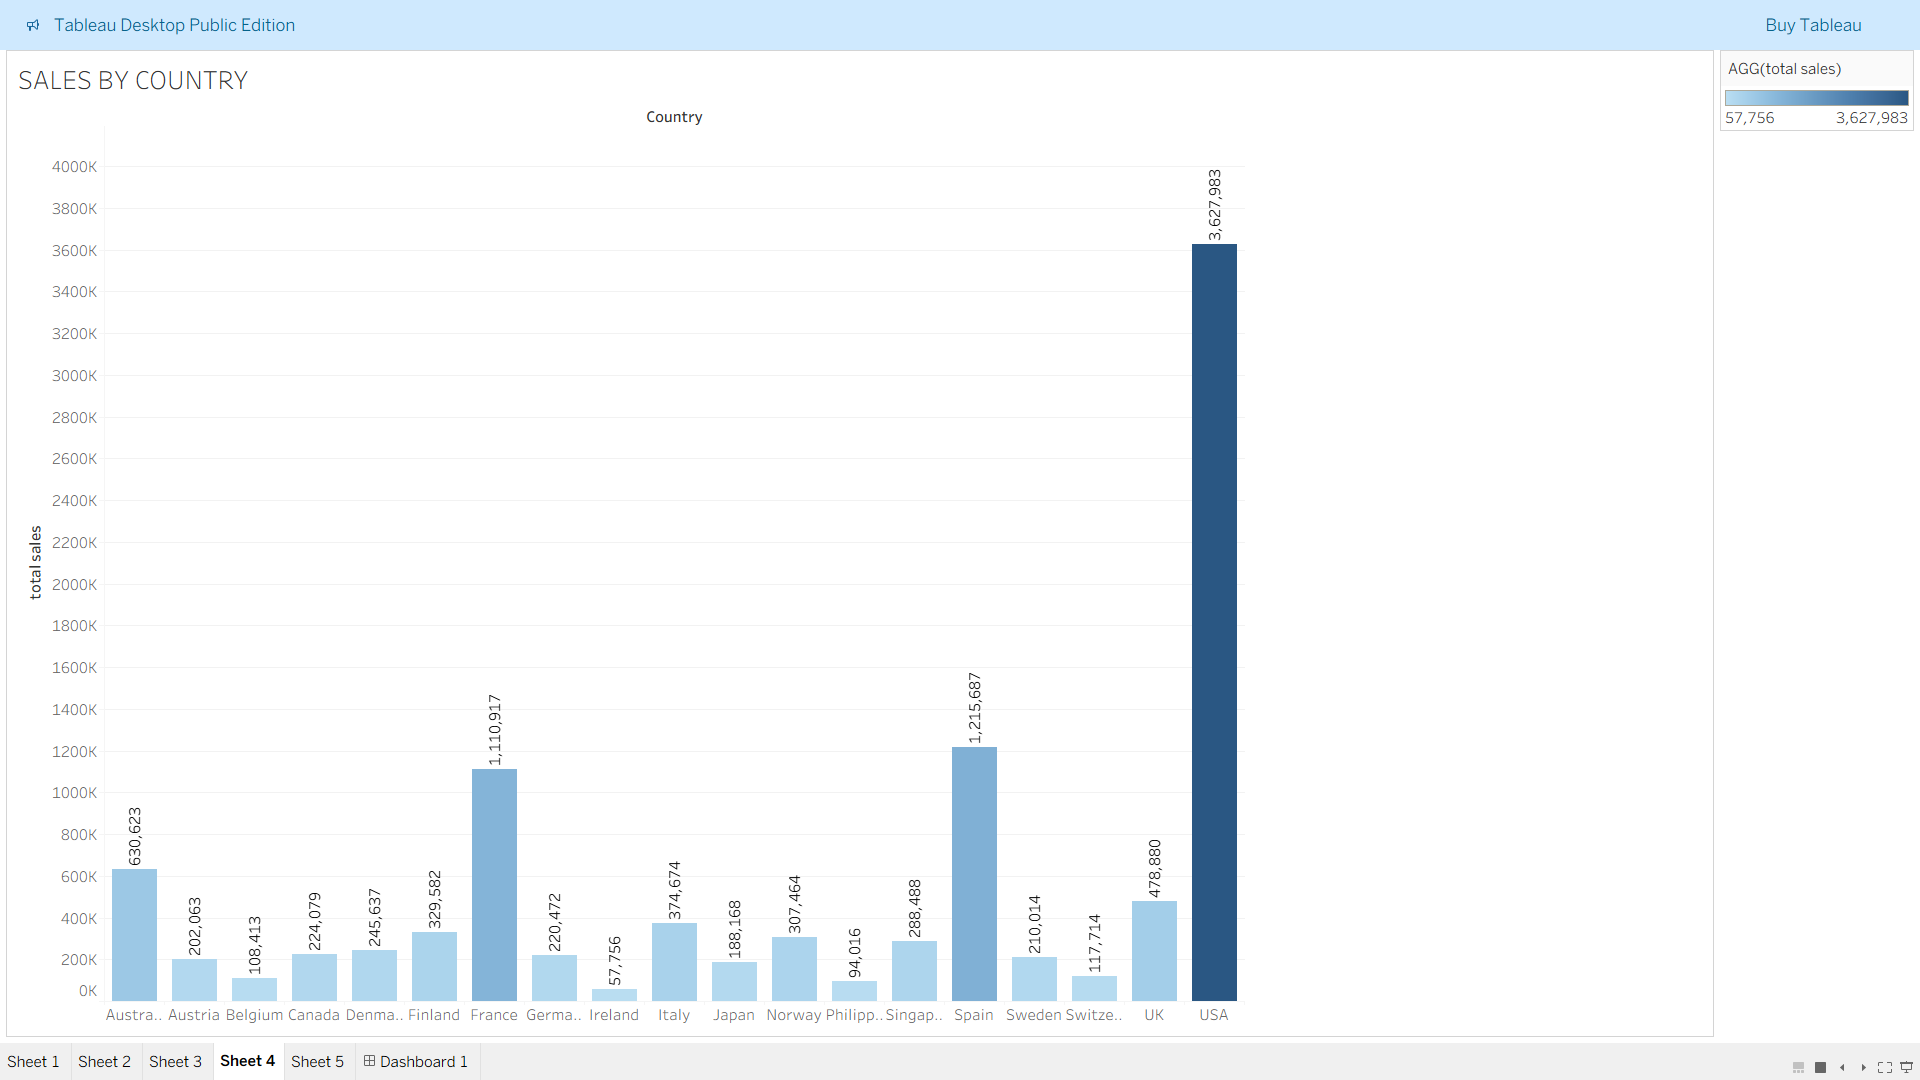 Tableau Desktop Public Edition
Buy Tableau
SALES BY COUNTRY
AGG(total sales)
57,756 3,627,983
Country
total sales
4000K
3800K
3600K
3400K
3200K
3000K
2800K
2600K
2400K
2200K
2000K
1800K
1600K
1400K
1200K
1000K
800K
600K
400K
200K
0K
630,623
202,063
108,413
224,079
245,637
329,582
1,110,917
220,472
57,756
374,674
188,168
307,464
94,016
288,488
1,215,687
210,014
117,714
478,880
3,627,983
Austra.. Austria Belgium Canada Denma.. Finland France Germa.. Ireland Italy Japan Norway Philipp.. Singap.. Spain Sweden Switze.. UK USA
Sheet 1 Sheet 2 Sheet 3 Sheet 4 Sheet 5 Dashboard 1